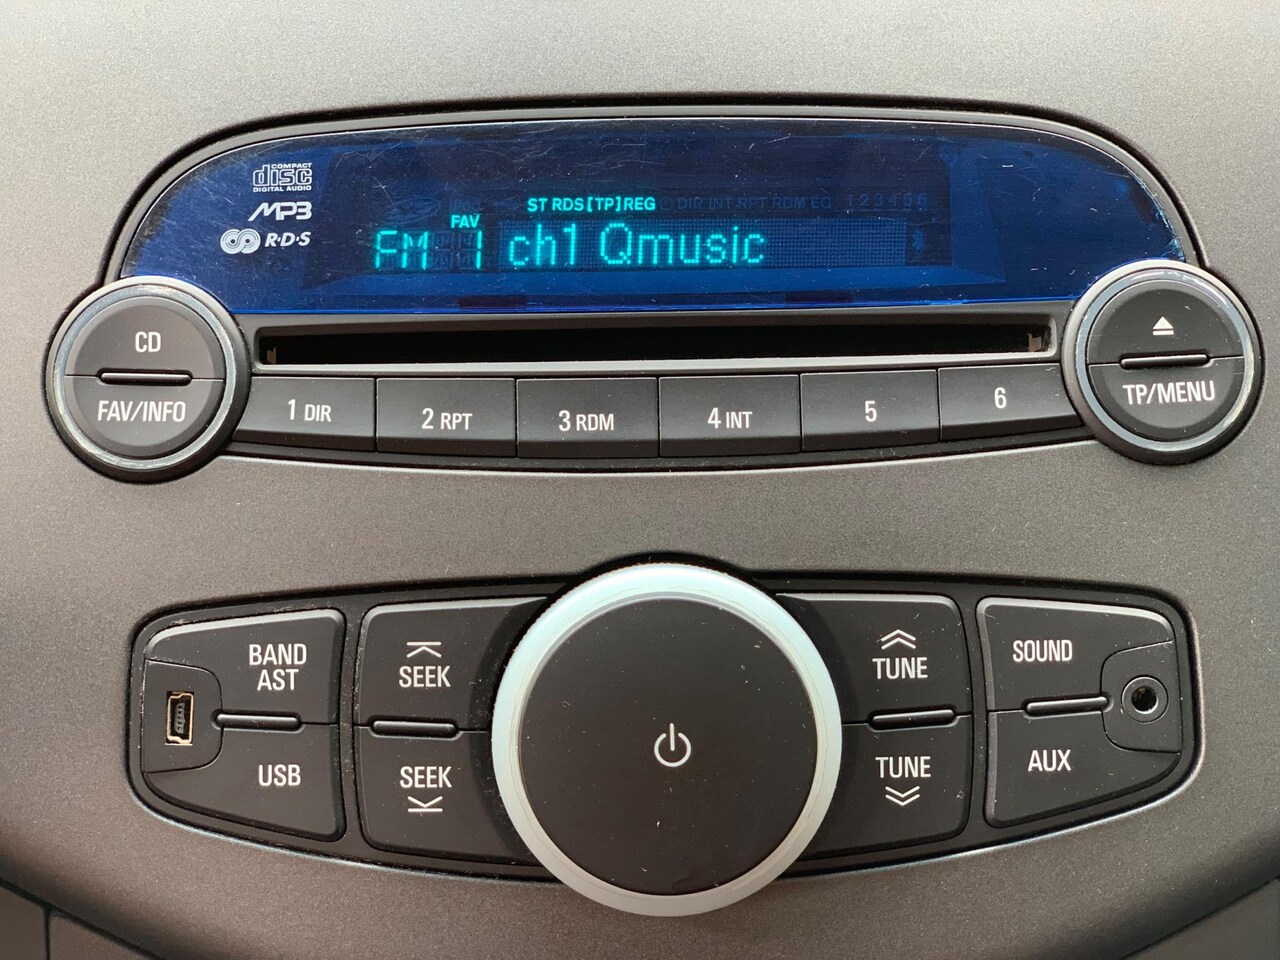 COMPACT
disc
DIGITAL AUDIO
MP3
R·D·S
ST RDS [TP] REG DIR INT RPT RDM EQ 1 2 3 4 5 6
FAV
FM 1 ch1 Qmusic
CD
FAV/INFO
1 DIR
2 RPT
3 RDM
4 INT
5
6
TP/MENU
BAND
AST
USB
SEEK
SEEK
TUNE
TUNE
SOUND
AUX